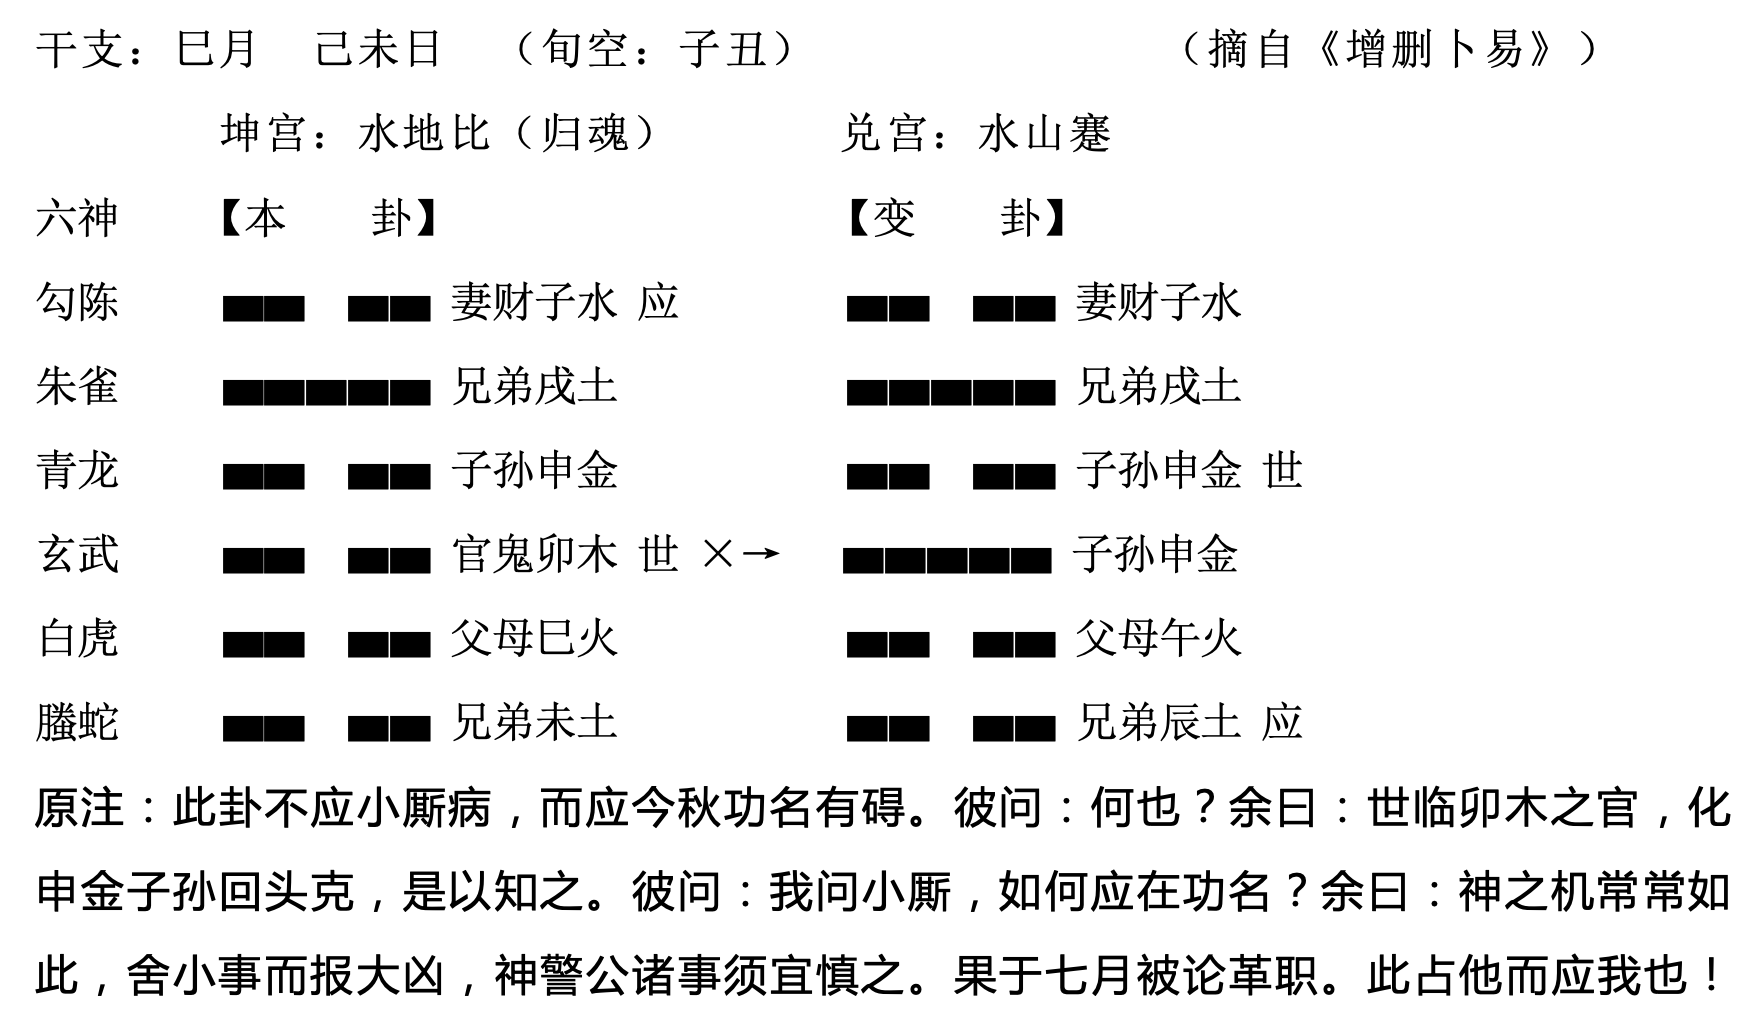 干支：巳月 己未日 （旬空：子丑） （摘自《增删卜易》）
坤宫：水地比（归魂） 兑宫：水山蹇
六神 【本 卦】 【变 卦】
勾陈 妻财子水 应 妻财子水
朱雀 兄弟戌土 兄弟戌土
青龙 子孙申金 子孙申金 世
玄武 官鬼卯木 世 ×→ 子孙申金
白虎 父母巳火 父母午火
螣蛇 兄弟未土 兄弟辰土 应
原注：此卦不应小厮病，而应今秋功名有碍。彼问：何也？余曰：世临卯木之官，化
申金子孙回头克，是以知之。彼问：我问小厮，如何应在功名？余曰：神之机常常如
此，舍小事而报大凶，神警公诸事须宜慎之。果于七月被论革职。此占他而应我也！